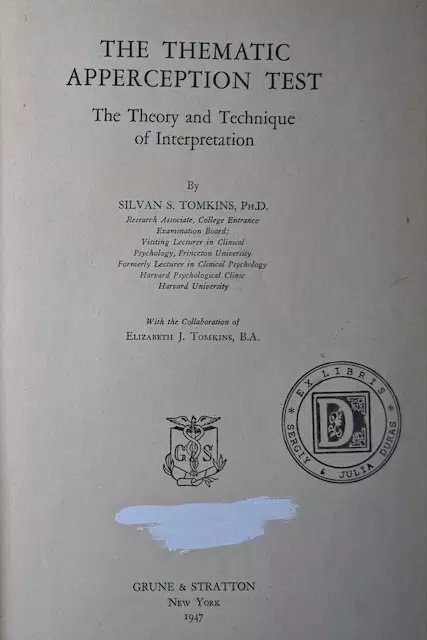 THE THEMATIC
APPERCEPTION TEST
The Theory and Technique
of Interpretation
By
SILVAN S. TOMKINS, PH.D.
Research Associate, College Entrance
Examination Board;
Visiting Lecturer in Clinical
Psychology, Princeton University
Formerly Lecturer in Clinical Psychology
Harvard Psychological Clinic
Harvard University
With the Collaboration of
ELIZABETH J. TOMKINS, B.A.
* EX LIBRIS *
SERGIY & JULIA DURAS
D
G S
GRUNE & STRATTON
NEW YORK
1947